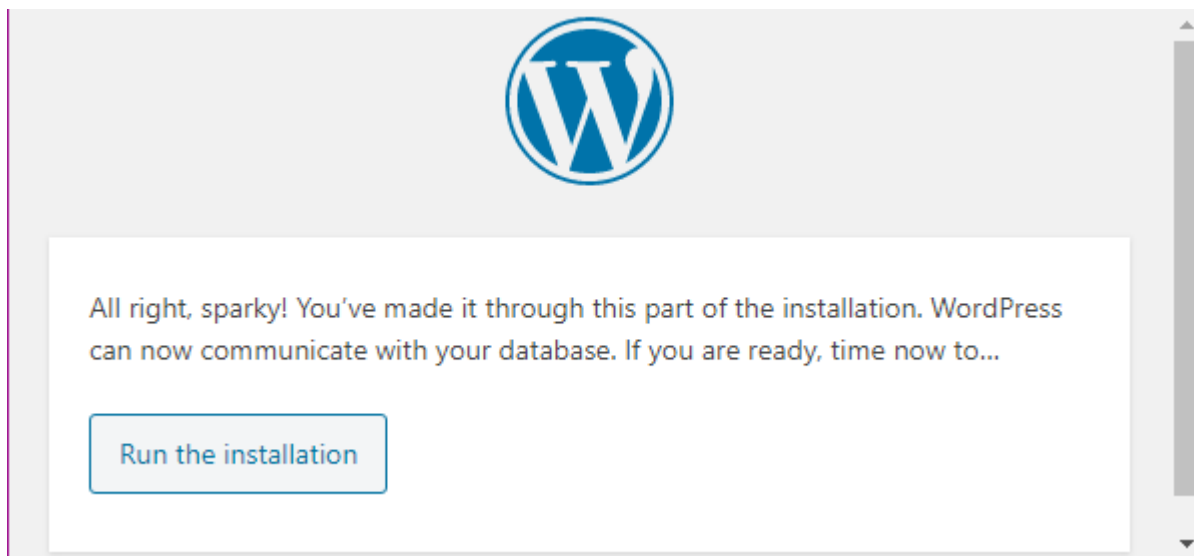 All right, sparky! You’ve made it through this part of the installation. WordPress
can now communicate with your database. If you are ready, time now to…
Run the installation